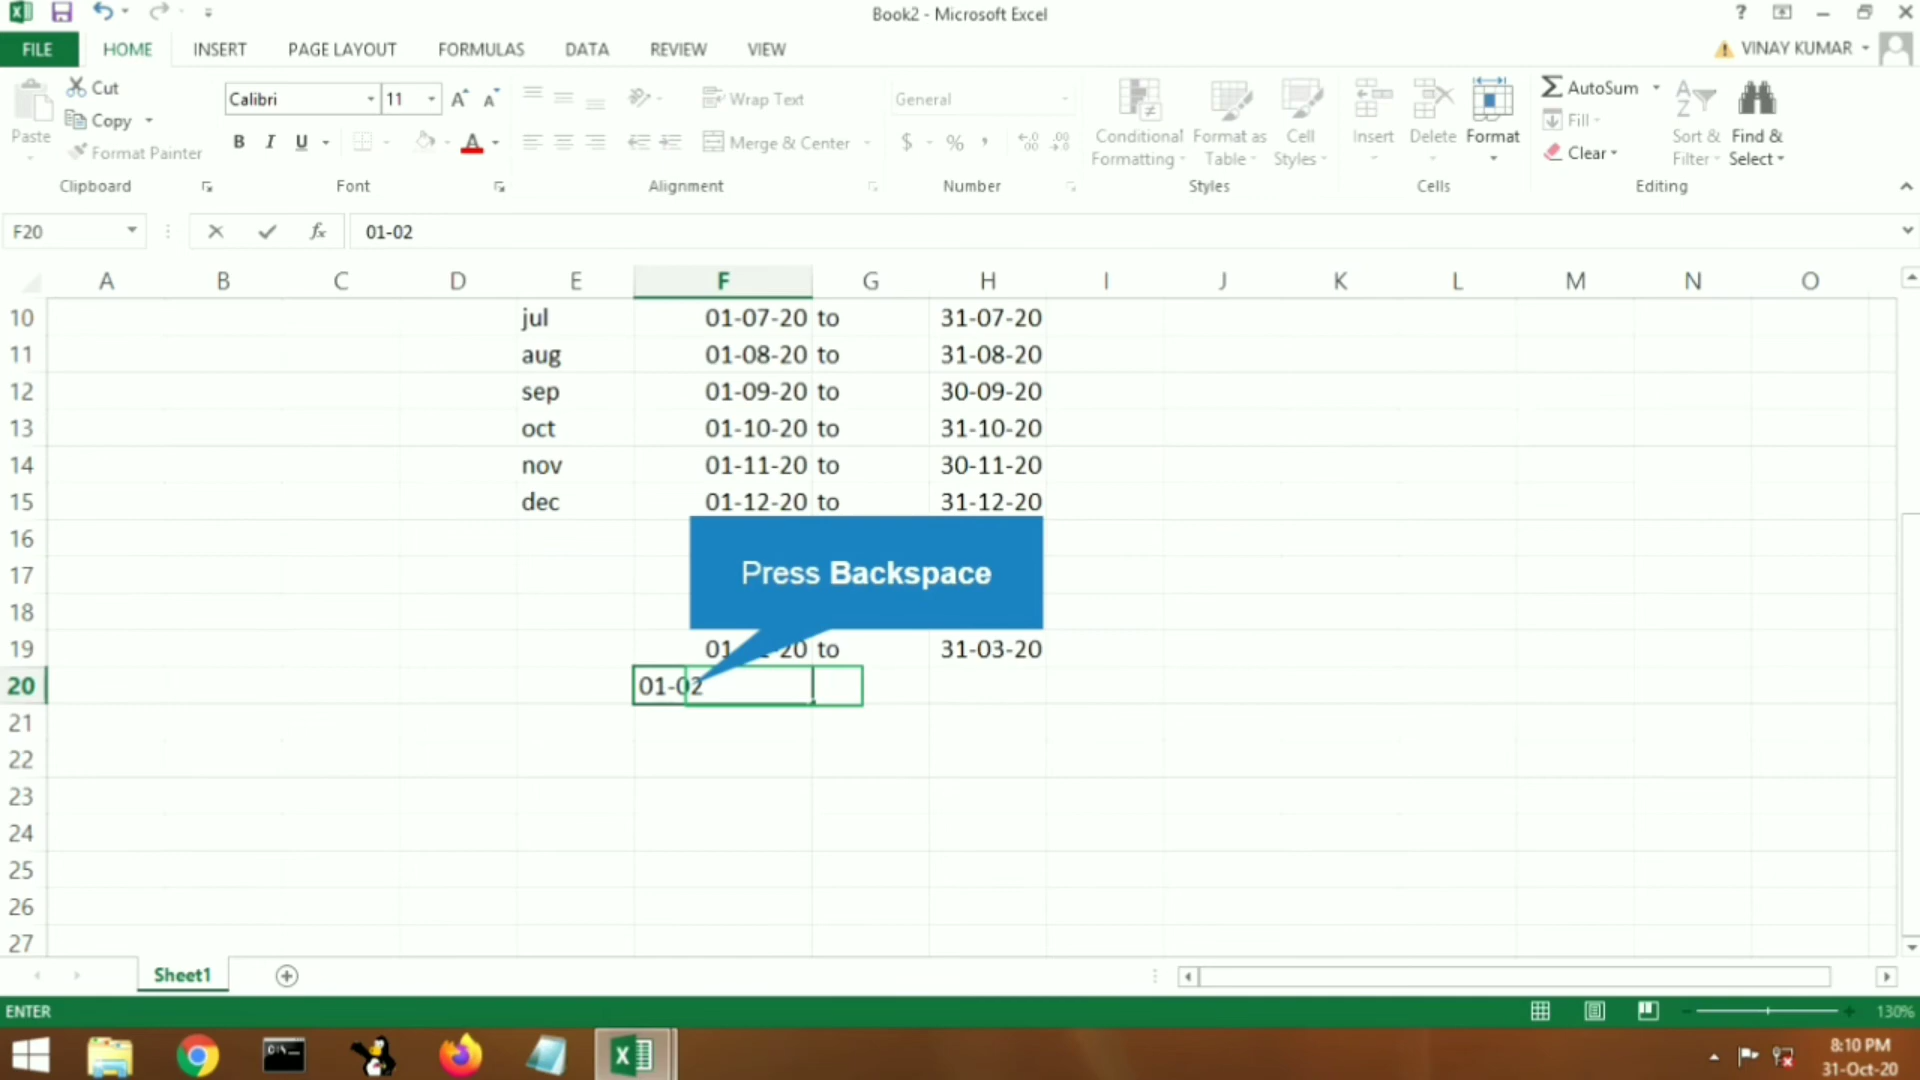 Book2 - Microsoft Excel
?
FILE HOME INSERT PAGE LAYOUT FORMULAS DATA REVIEW VIEW VINAY KUMAR
Cut
Copy
Format Painter
Paste
Clipboard
Calibri 11
B I U A
Font
Wrap Text
Merge & Center
Alignment
General
$ % ,
Number
Conditional Formatting
Format as Table
Cell Styles
Styles
Insert Delete Format
Cells
AutoSum
Fill
Clear
Sort & Filter
Find & Select
Editing
F20 fx 01-02
A B C D E F G H I J K L M N O
10 jul 01-07-20 to 31-07-20
11 aug 01-08-20 to 31-08-20
12 sep 01-09-20 to 30-09-20
13 oct 01-10-20 to 31-10-20
14 nov 01-11-20 to 30-11-20
15 dec 01-12-20 to 31-12-20
16
17 Press Backspace
18
19 to 31-03-20
20 01-02
21
22
23
24
25
26
27
Sheet1
ENTER 130%
8:10 PM
31-Oct-20